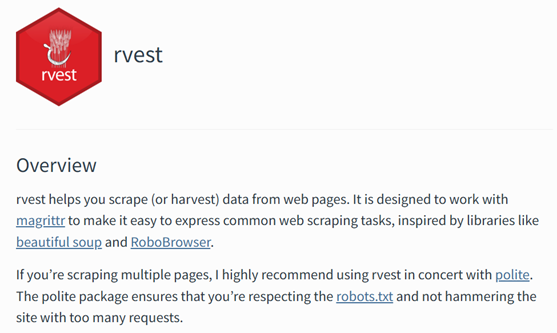 rvest
rvest
Overview
rvest helps you scrape (or harvest) data from web pages. It is designed to work with
magrittr to make it easy to express common web scraping tasks, inspired by libraries like
beautiful soup and RoboBrowser.
If you’re scraping multiple pages, I highly recommend using rvest in concert with polite.
The polite package ensures that you’re respecting the robots.txt and not hammering the
site with too many requests.